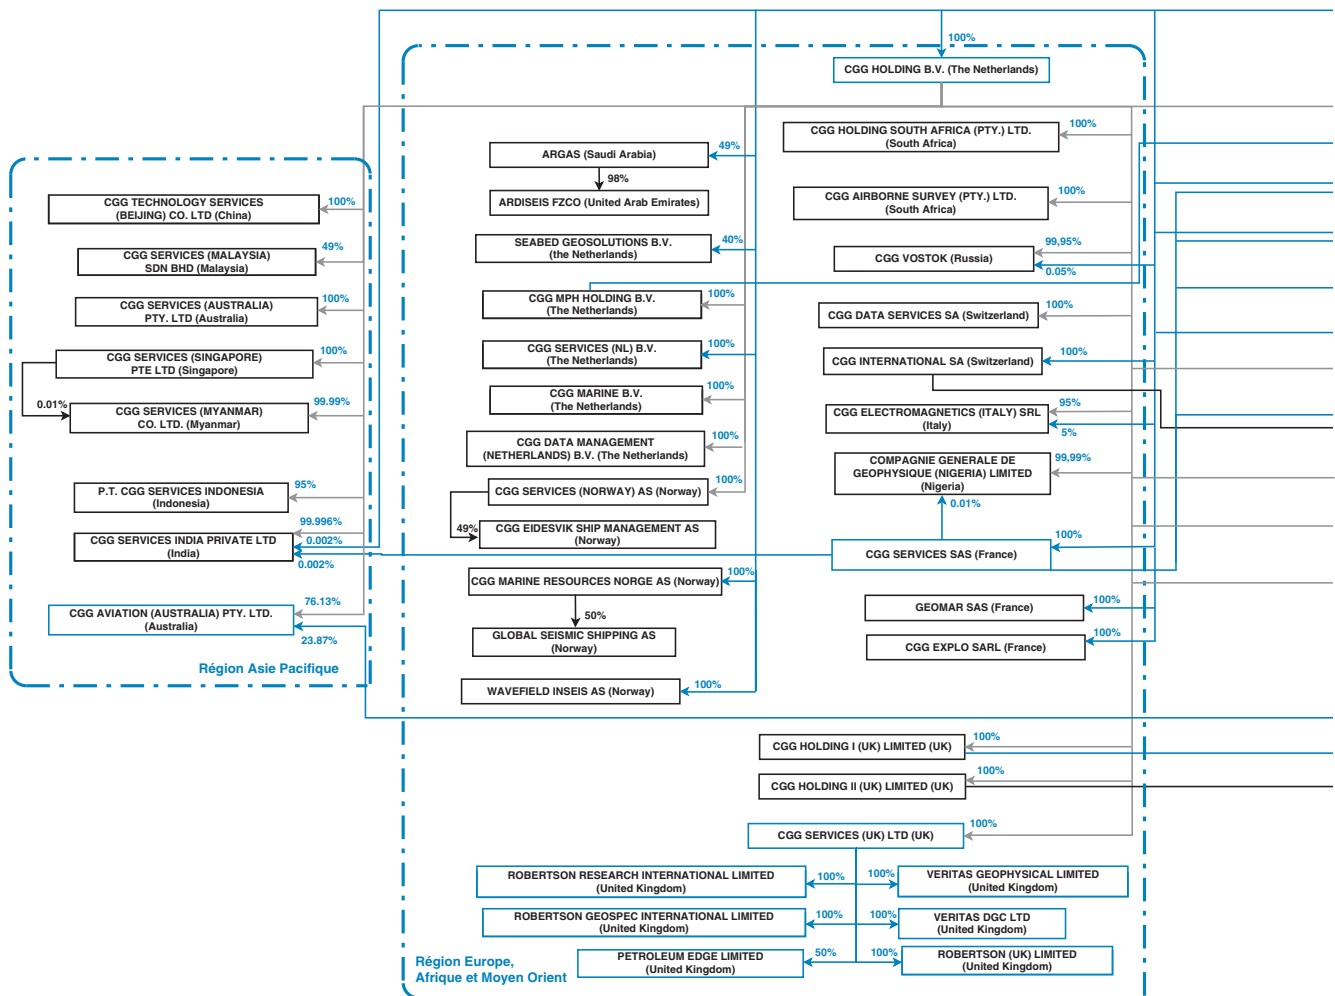 100%
CGG HOLDING B.V. (The Netherlands)
CGG TECHNOLOGY SERVICES
(BEIJING) CO. LTD (China)
100%
CGG SERVICES (MALAYSIA)
SDN BHD (Malaysia)
49%
CGG SERVICES (AUSTRALIA)
PTY. LTD (Australia)
100%
CGG SERVICES (SINGAPORE)
PTE LTD (Singapore)
100%
0.01%
CGG SERVICES (MYANMAR)
CO. LTD. (Myanmar)
99.99%
P.T. CGG SERVICES INDONESIA
(Indonesia)
95%
CGG SERVICES INDIA PRIVATE LTD
(India)
99.996%
0.002%
0.002%
CGG AVIATION (AUSTRALIA) PTY. LTD.
(Australia)
76.13%
23.87%
Région Asie Pacifique
ARGAS (Saudi Arabia)
49%
98%
ARDISEIS FZCO (United Arab Emirates)
SEABED GEOSOLUTIONS B.V.
(the Netherlands)
40%
CGG MPH HOLDING B.V.
(The Netherlands)
100%
CGG SERVICES (NL) B.V.
(The Netherlands)
100%
CGG MARINE B.V.
(The Netherlands)
100%
CGG DATA MANAGEMENT
(NETHERLANDS) B.V. (The Netherlands)
100%
CGG SERVICES (NORWAY) AS (Norway)
100%
49%
CGG EIDESVIK SHIP MANAGEMENT AS
(Norway)
CGG MARINE RESOURCES NORGE AS (Norway)
100%
50%
GLOBAL SEISMIC SHIPPING AS
(Norway)
WAVEFIELD INSEIS AS (Norway)
100%
CGG HOLDING SOUTH AFRICA (PTY.) LTD.
(South Africa)
100%
CGG AIRBORNE SURVEY (PTY.) LTD.
(South Africa)
100%
CGG VOSTOK (Russia)
99,95%
0.05%
CGG DATA SERVICES SA (Switzerland)
100%
CGG INTERNATIONAL SA (Switzerland)
100%
CGG ELECTROMAGNETICS (ITALY) SRL
(Italy)
95%
5%
COMPAGNIE GENERALE DE
GEOPHYSIQUE (NIGERIA) LIMITED
(Nigeria)
99,99%
0.01%
CGG SERVICES SAS (France)
100%
GEOMAR SAS (France)
100%
CGG EXPLO SARL (France)
100%
CGG HOLDING I (UK) LIMITED (UK)
100%
CGG HOLDING II (UK) LIMITED (UK)
100%
CGG SERVICES (UK) LTD (UK)
100%
ROBERTSON RESEARCH INTERNATIONAL LIMITED
(United Kingdom)
100%
100%
VERITAS GEOPHYSICAL LIMITED
(United Kingdom)
ROBERTSON GEOSPEC INTERNATIONAL LIMITED
(United Kingdom)
100%
100%
VERITAS DGC LTD
(United Kingdom)
PETROLEUM EDGE LIMITED
(United Kingdom)
50%
100%
ROBERTSON (UK) LIMITED
(United Kingdom)
Région Europe,
Afrique et Moyen Orient